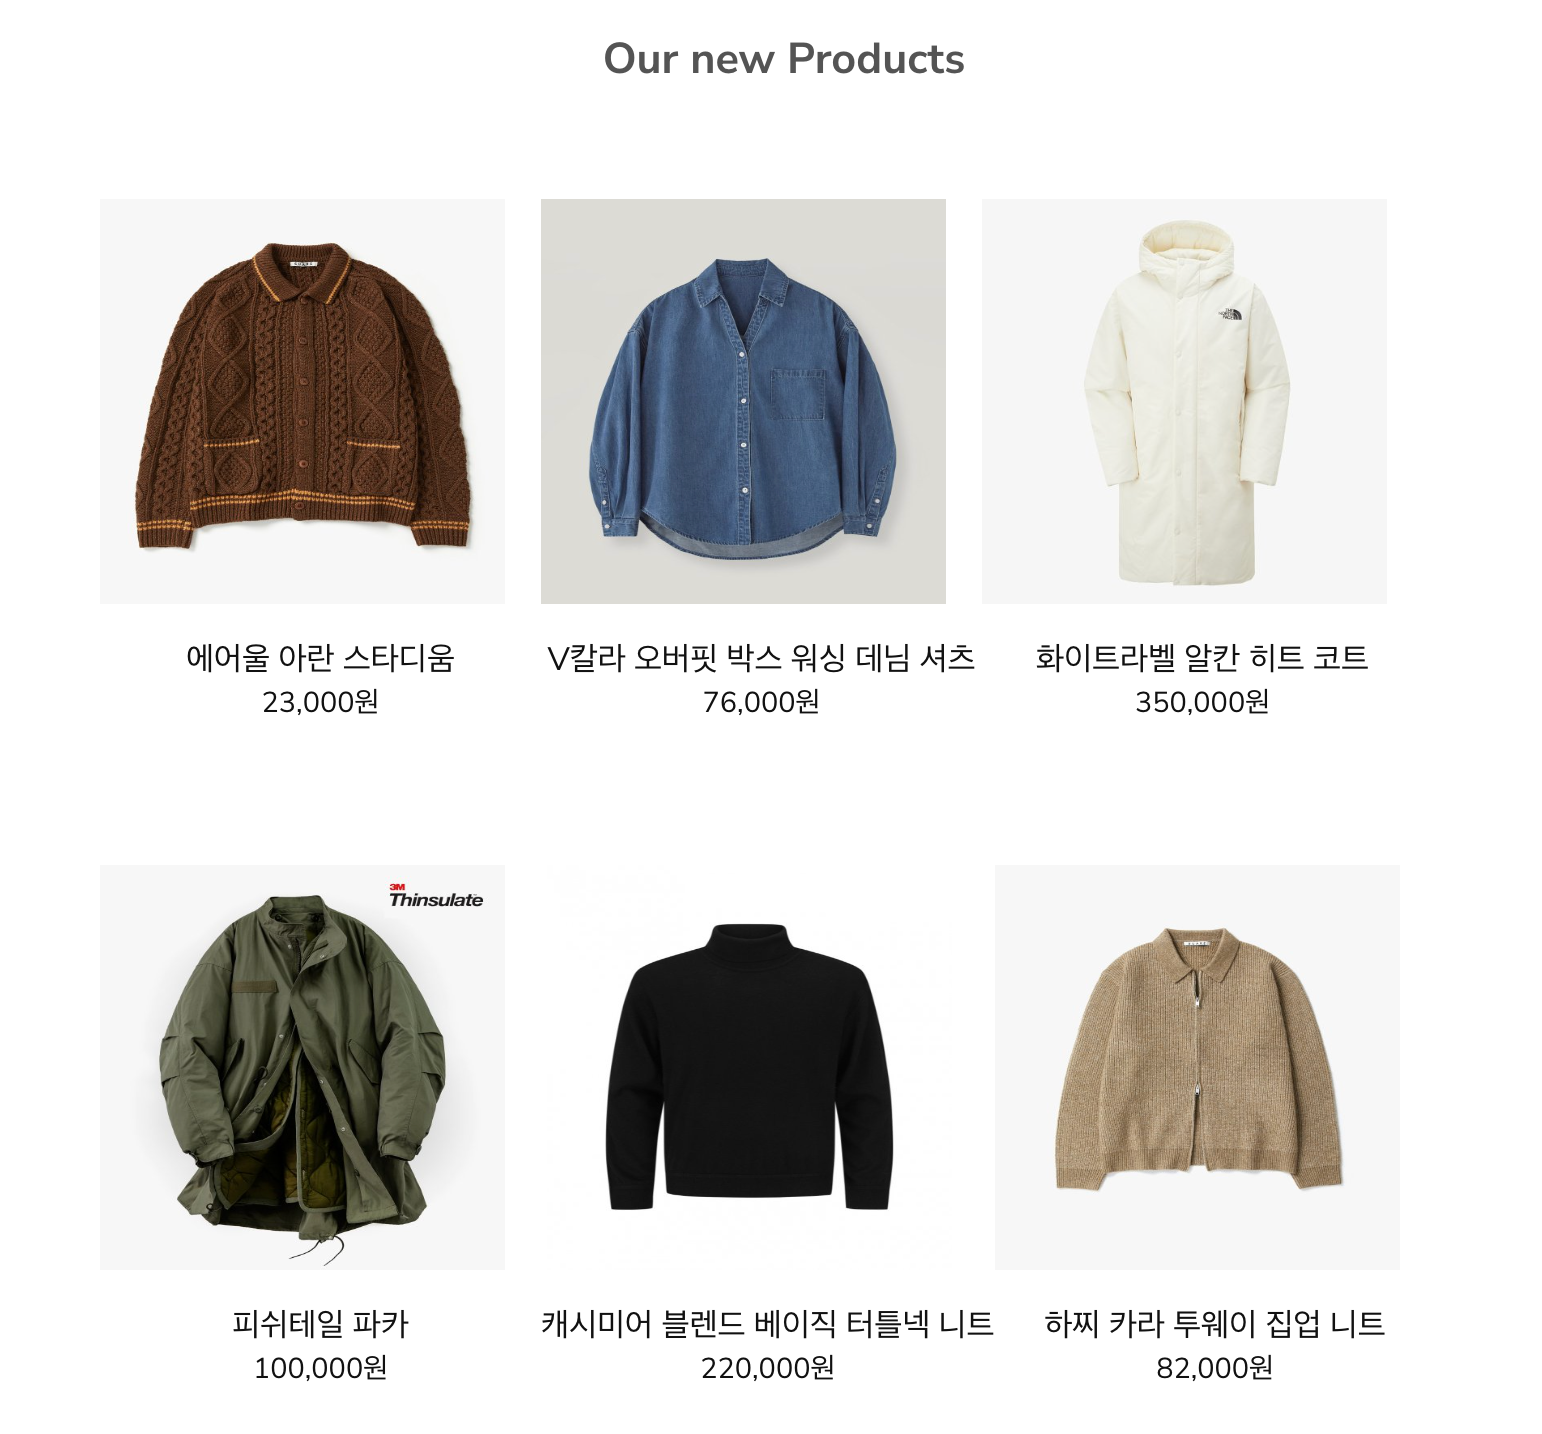 Our new Products
에어울 아란 스타디움
23,000원
V칼라 오버핏 박스 워싱 데님 셔츠
76,000원
THE
NORTH
FACE
화이트라벨 알칸 히트 코트
350,000원
3M
Thinsulate
피쉬테일 파카
100,000원
캐시미어 블렌드 베이직 터틀넥 니트
220,000원
하찌 카라 투웨이 집업 니트
82,000원